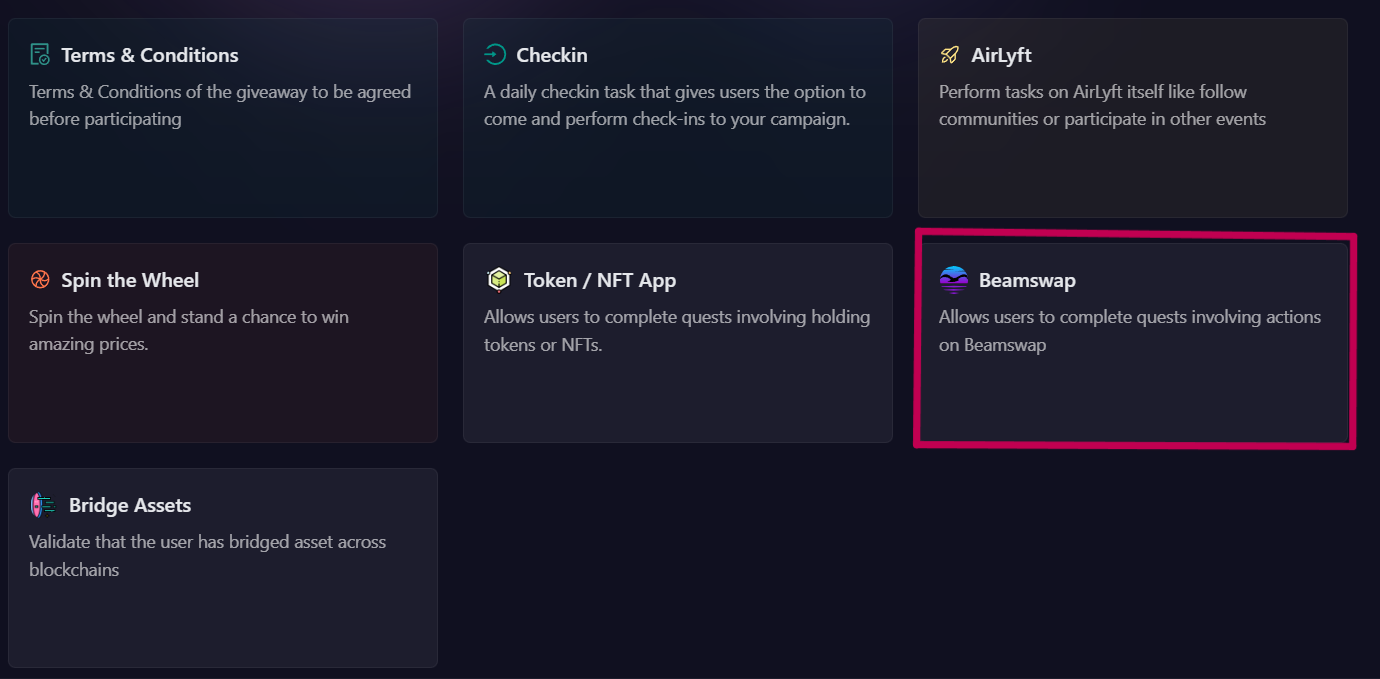 Terms & Conditions
Terms & Conditions of the giveaway to be agreed
before participating
Checkin
A daily checkin task that gives users the option to
come and perform check-ins to your campaign.
AirLyft
Perform tasks on AirLyft itself like follow
communities or participate in other events
Spin the Wheel
Spin the wheel and stand a chance to win
amazing prices.
Token / NFT App
Allows users to complete quests involving holding
tokens or NFTs.
Beamswap
Allows users to complete quests involving actions
on Beamswap
Bridge Assets
Validate that the user has bridged asset across
blockchains